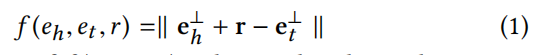 f(e_h, e_t, r) =∥ e_h^⊥ + r − e_t^⊥ ∥ (1)